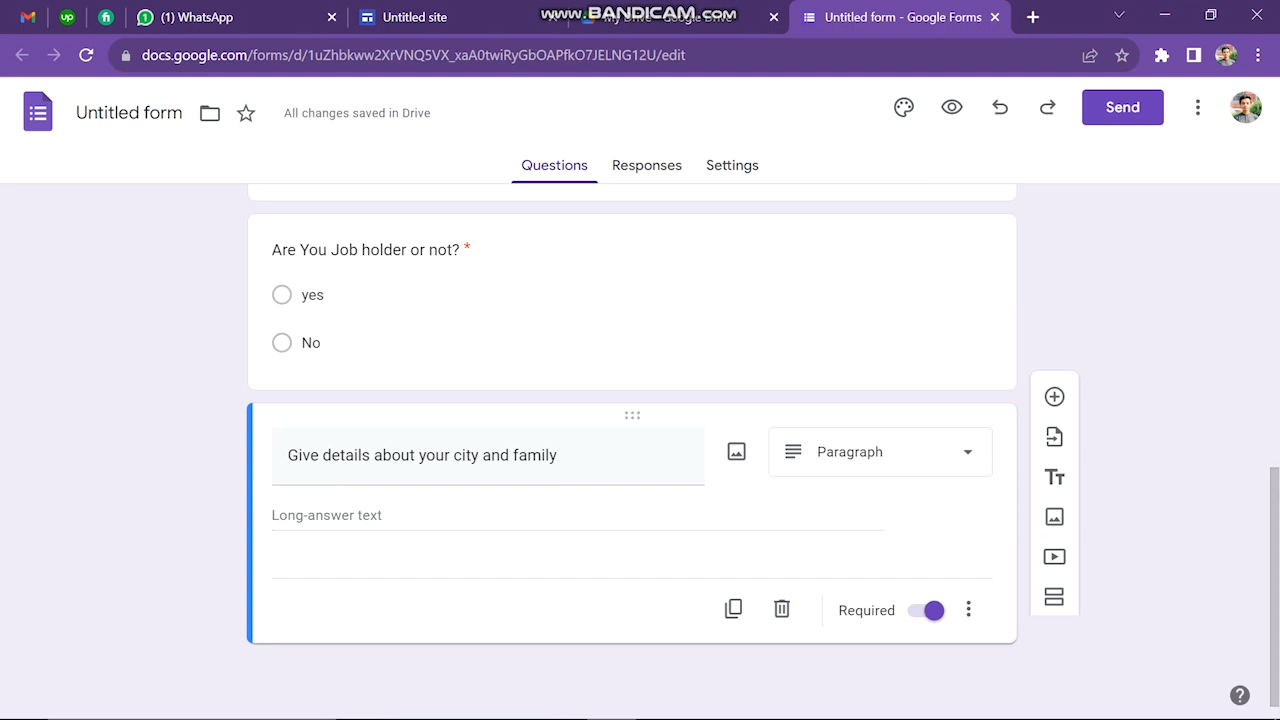 (1) WhatsApp
Untitled site
www.BANDICAM.com
Untitled form - Google Forms
docs.google.com/forms/d/1uZhbkww2XrVNQ5VX_xaA0twiRyGbOAPfkO7JELNG12U/edit
Untitled form
All changes saved in Drive
Send
Questions
Responses
Settings
Are You Job holder or not? *
yes
No
Give details about your city and family
Paragraph
Long-answer text
Required